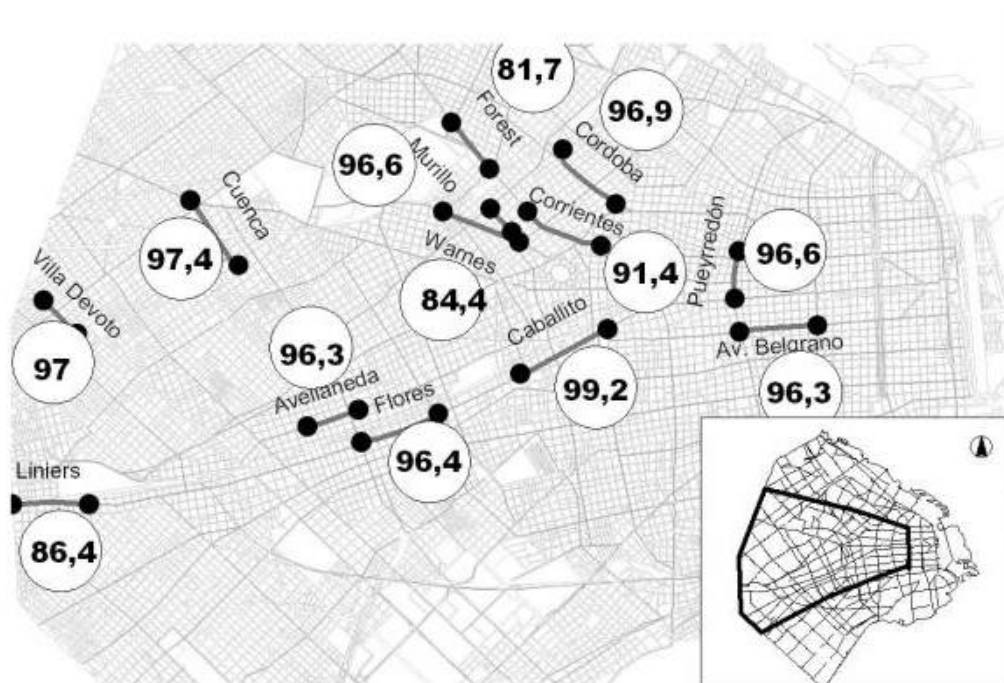 81,7
Forest
96,9
Cordoba
96,6
Murillo
Cuenca
Corrientes
Warnes
97,4
Pueyrredón
96,6
91,4
Villa Devoto
84,4
Caballito
97
96,3
Av. Belgrano
99,2
96,3
Avellaneda
Flores
96,4
Liniers
86,4